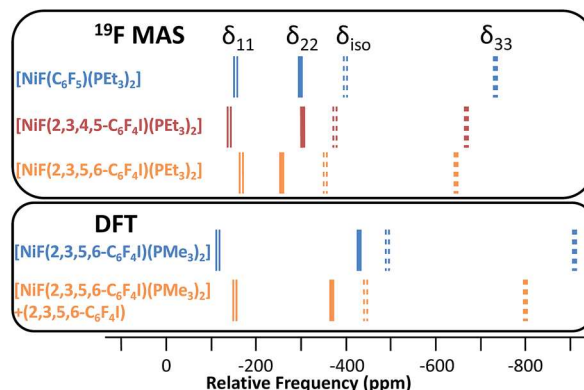 ¹⁹F MAS
δ₁₁ δ₂₂ δᵢₛₒ δ₃₃
[NiF(C₆F₅)(PEt₃)₂]
[NiF(2,3,4,5-C₆F₄I)(PEt₃)₂]
[NiF(2,3,5,6-C₆F₄I)(PEt₃)₂]
DFT
[NiF(2,3,5,6-C₆F₄I)(PMe₃)₂]
[NiF(2,3,5,6-C₆F₄I)(PMe₃)₂]
+(2,3,5,6-C₆F₄I)
0 -200 -400 -600 -800
Relative Frequency (ppm)